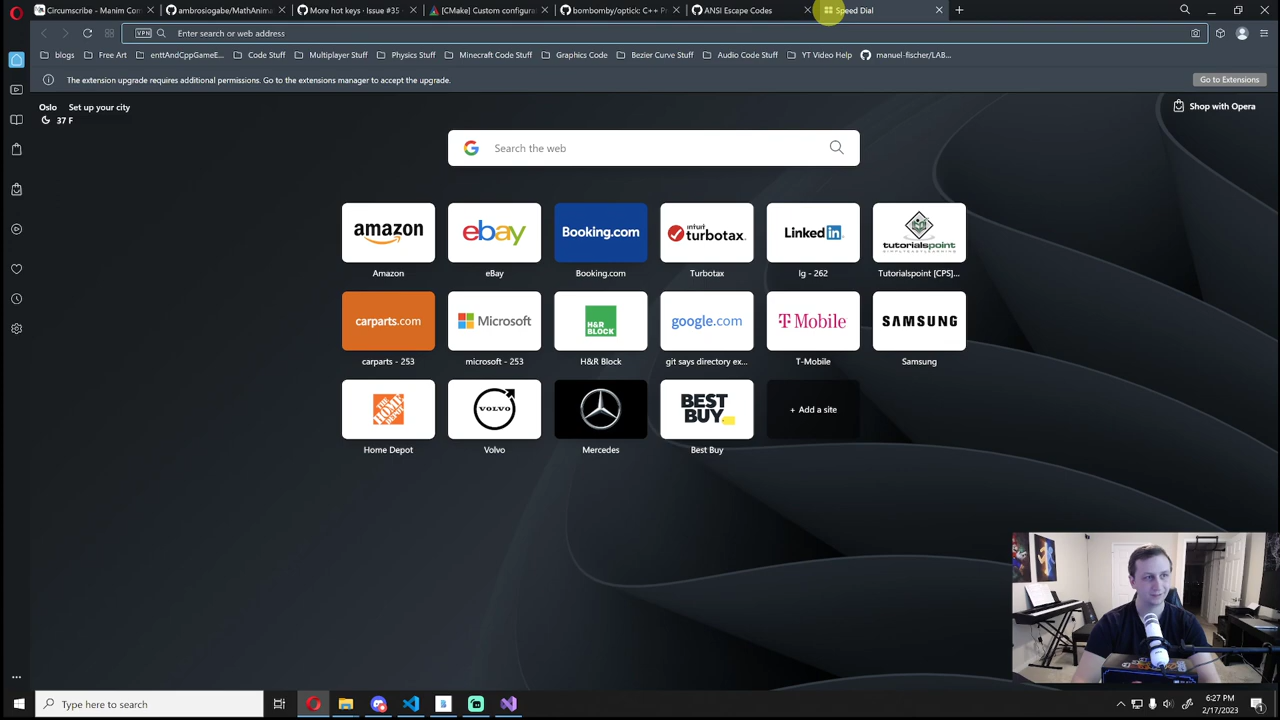 Circumscribe - Manim Com
ambrosiogabe/MathAnima
More hot keys · Issue #35 ·
[CMake] Custom configurat
bombomby/optick: C++ Pr
ANSI Escape Codes
Speed Dial
VPN
Enter search or web address
blogs
Free Art
enttAndCppGameE...
Code Stuff
Multiplayer Stuff
Physics Stuff
Minecraft Code Stuff
Graphics Code
Bezier Curve Stuff
Audio Code Stuff
YT Video Help
manuel-fischer/LAB...
The extension upgrade requires additional permissions. Go to the extensions manager to accept the upgrade.
Go to Extensions
Oslo Set up your city
37 F
Shop with Opera
Search the web
amazon
ebay
Booking.com
intuit
turbotax.
LinkedIn
tutorialspoint
Amazon
eBay
Booking.com
Turbotax
lg - 262
Tutorialspoint [CPS]...
carparts.com
Microsoft
H&R
BLOCK
google.com
T Mobile
SAMSUNG
carparts - 253
microsoft - 253
H&R Block
git says directory ex...
T-Mobile
Samsung
THE HOME DEPOT
VOLVO
BEST
BUY
+ Add a site
Home Depot
Volvo
Mercedes
Best Buy
Type here to search
6:27 PM
2/17/2023
1